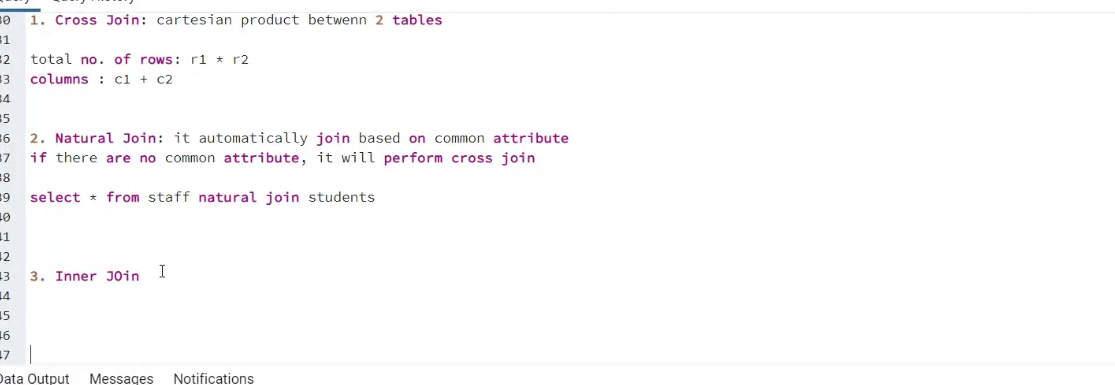 30 1. Cross Join: cartesian product betwenn 2 tables
31
32 total no. of rows: r1 * r2
33 columns : c1 + c2
34
35
36 2. Natural Join: it automatically join based on common attribute
37 if there are no common attribute, it will perform cross join
38
39 select * from staff natural join students
40
41
42
43 3. Inner JOin
44
45
46
47
Data Output Messages Notifications